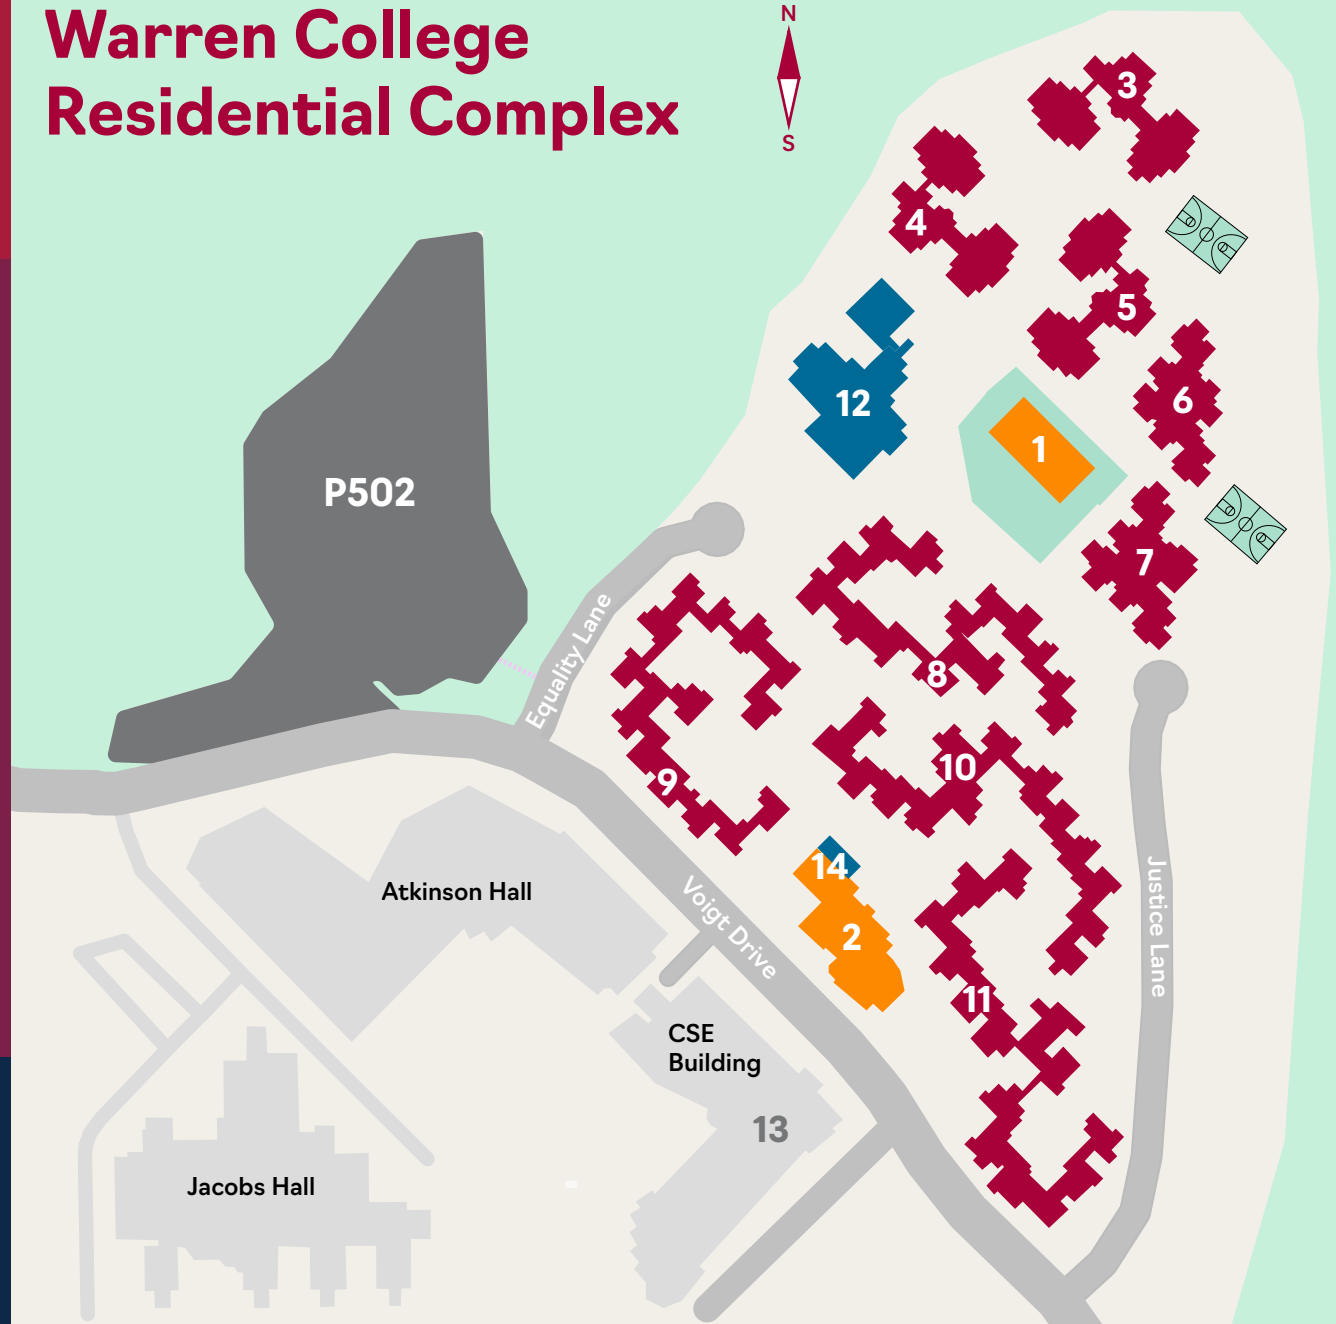 Warren College
Residential Complex
N
S
3
4
5
12
6
1
P502
7
Equality Lane
8
9
10
14
2
Atkinson Hall
Voigt Drive
Justice Lane
11
CSE
Building
13
Jacobs Hall